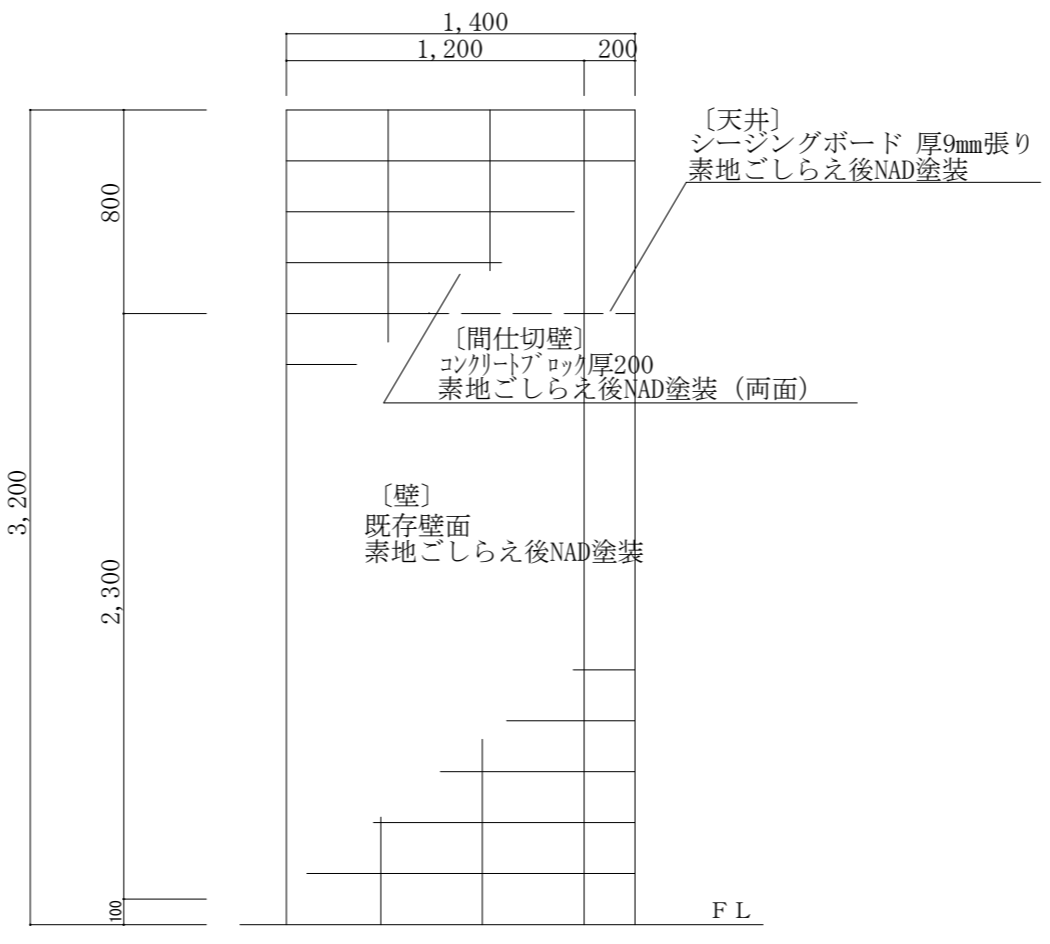 1,400
1,200
200
〔天井〕
シージングボード 厚9mm張り
素地ごしらえ後NAD塗装
800
〔間仕切壁〕
コンクリートブロック厚200
素地ごしらえ後NAD塗装（両面）
3,200
〔壁〕
既存壁面
素地ごしらえ後NAD塗装
2,300
100
ＦＬ